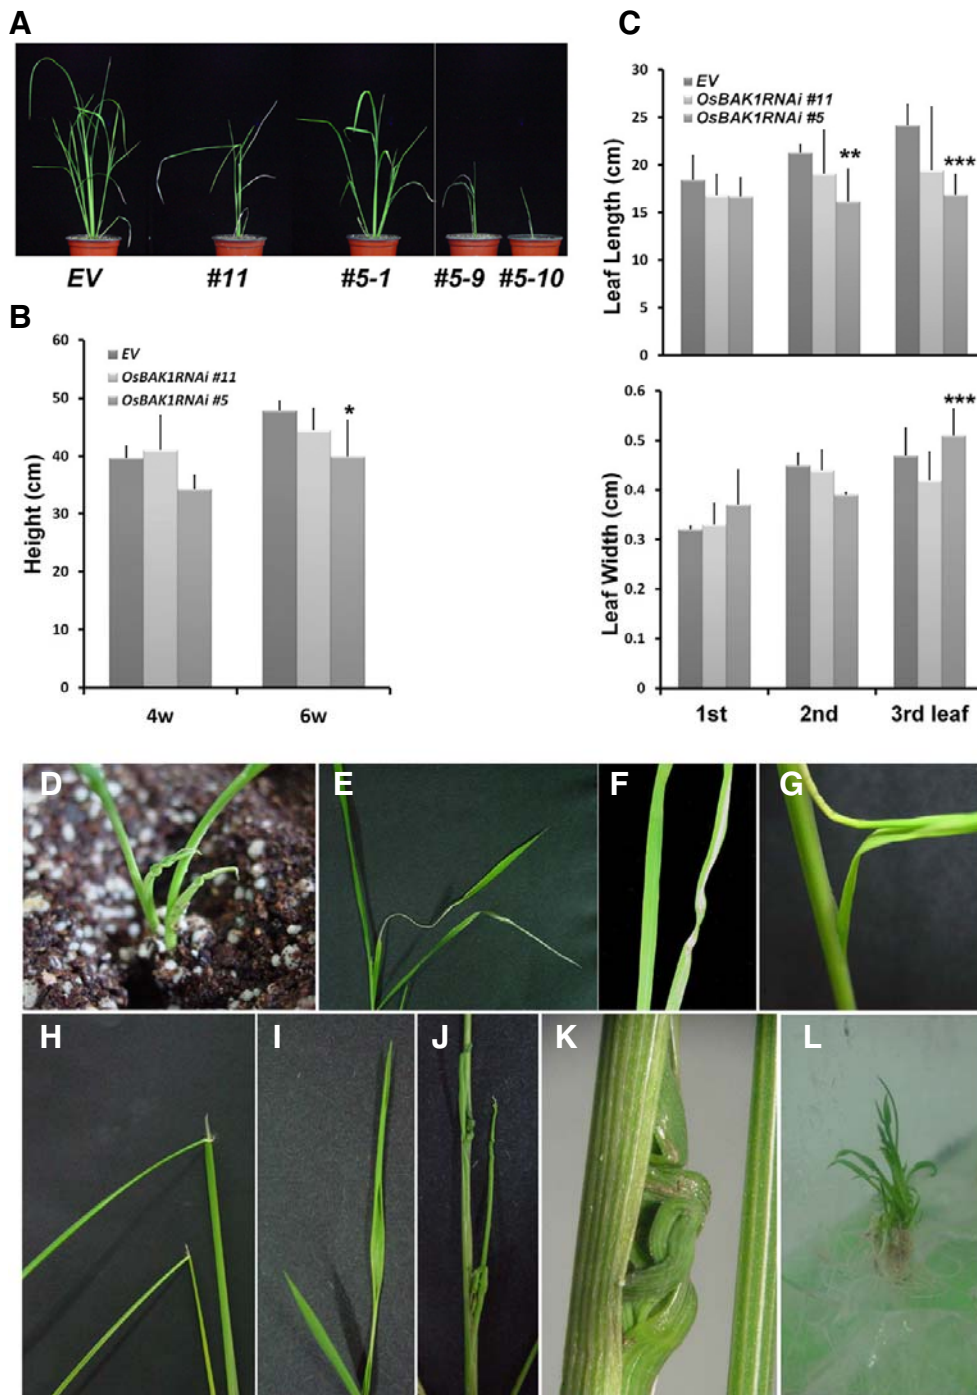 A
EV
#11
#5-1
#5-9
#5-10
B
60
50
40
30
20
10
0
Height (cm)
EV
OsBAK1RNAi #11
OsBAK1RNAi #5
*
4w
6w
C
30
25
20
15
10
5
0
Leaf Length (cm)
EV
OsBAK1RNAi #11
OsBAK1RNAi #5
**
***
0.6
0.5
0.4
0.3
0.2
0.1
0
Leaf Width (cm)
***
1st
2nd
3rd leaf
D
E
F
G
H
I
J
K
L